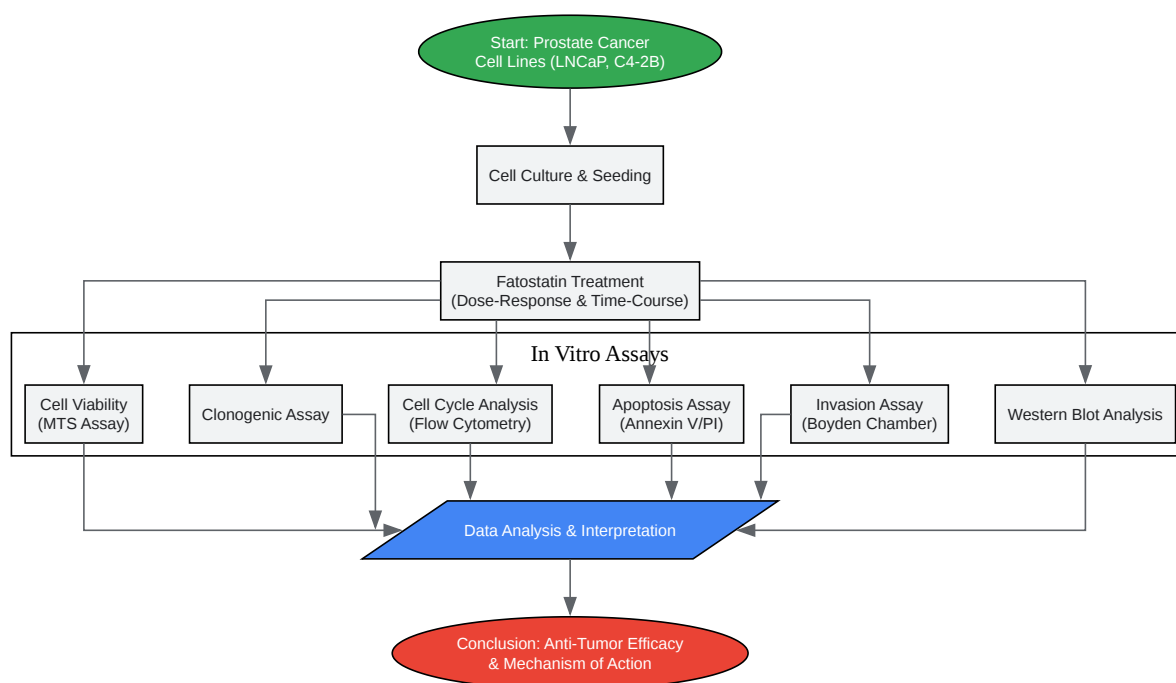 Start: Prostate Cancer
Cell Lines (LNCaP, C4-2B)
Cell Culture & Seeding
Fatostatin Treatment
(Dose-Response & Time-Course)
In Vitro Assays
Cell Viability
(MTS Assay)
Clonogenic Assay
Cell Cycle Analysis
(Flow Cytometry)
Apoptosis Assay
(Annexin V/PI)
Invasion Assay
(Boyden Chamber)
Western Blot Analysis
Data Analysis & Interpretation
Conclusion: Anti-Tumor Efficacy
& Mechanism of Action